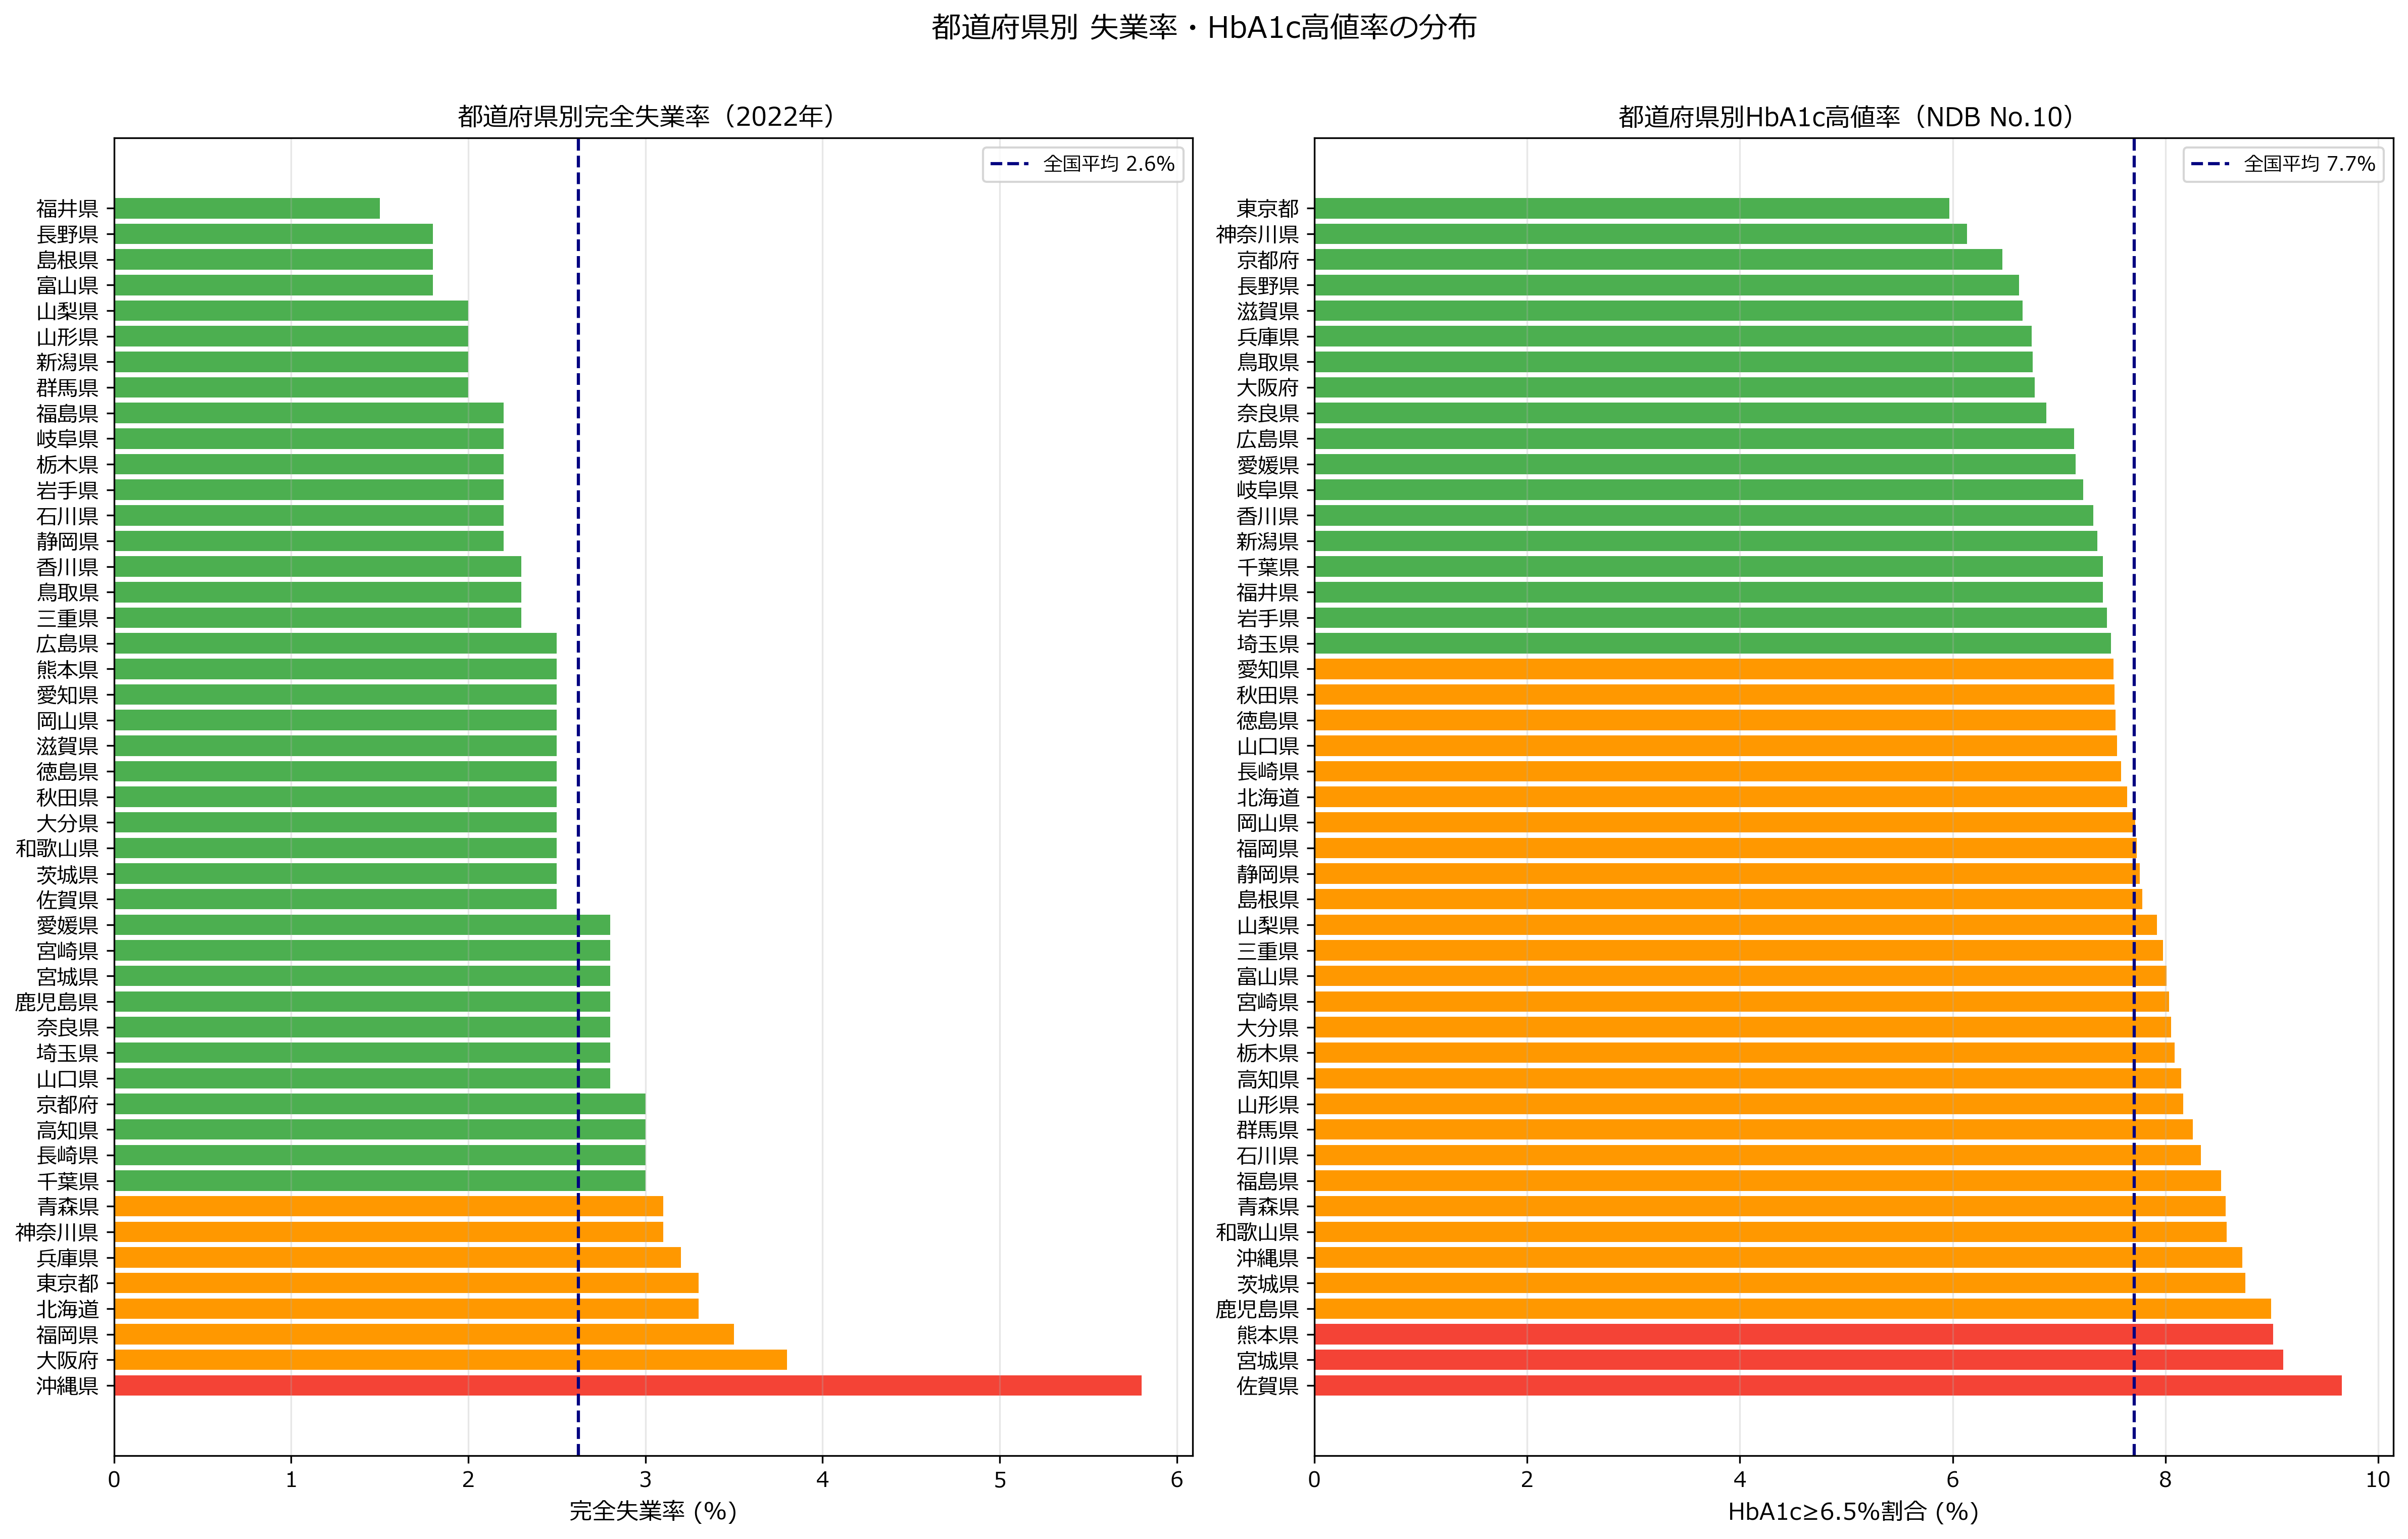 都道府県別 失業率・HbA1c高値率の分布
都道府県別完全失業率（2022年）
全国平均 2.6%
福井県
長野県
島根県
富山県
山梨県
山形県
新潟県
群馬県
福島県
岐阜県
栃木県
岩手県
石川県
静岡県
香川県
鳥取県
三重県
広島県
熊本県
愛知県
岡山県
滋賀県
徳島県
秋田県
大分県
和歌山県
茨城県
佐賀県
愛媛県
宮崎県
宮城県
鹿児島県
奈良県
埼玉県
山口県
京都府
高知県
長崎県
千葉県
青森県
神奈川県
兵庫県
東京都
北海道
福岡県
大阪府
沖縄県
0 1 2 3 4 5 6
完全失業率 (%)
都道府県別HbA1c高値率（NDB No.10）
全国平均 7.7%
東京都
神奈川県
京都府
長野県
滋賀県
兵庫県
鳥取県
大阪府
奈良県
広島県
愛媛県
岐阜県
香川県
新潟県
千葉県
福井県
岩手県
埼玉県
愛知県
秋田県
徳島県
山口県
長崎県
北海道
岡山県
福岡県
静岡県
島根県
山梨県
三重県
富山県
宮崎県
大分県
栃木県
高知県
山形県
群馬県
石川県
福島県
青森県
和歌山県
沖縄県
茨城県
鹿児島県
熊本県
宮城県
佐賀県
0 2 4 6 8 10
HbA1c≥6.5%割合 (%)